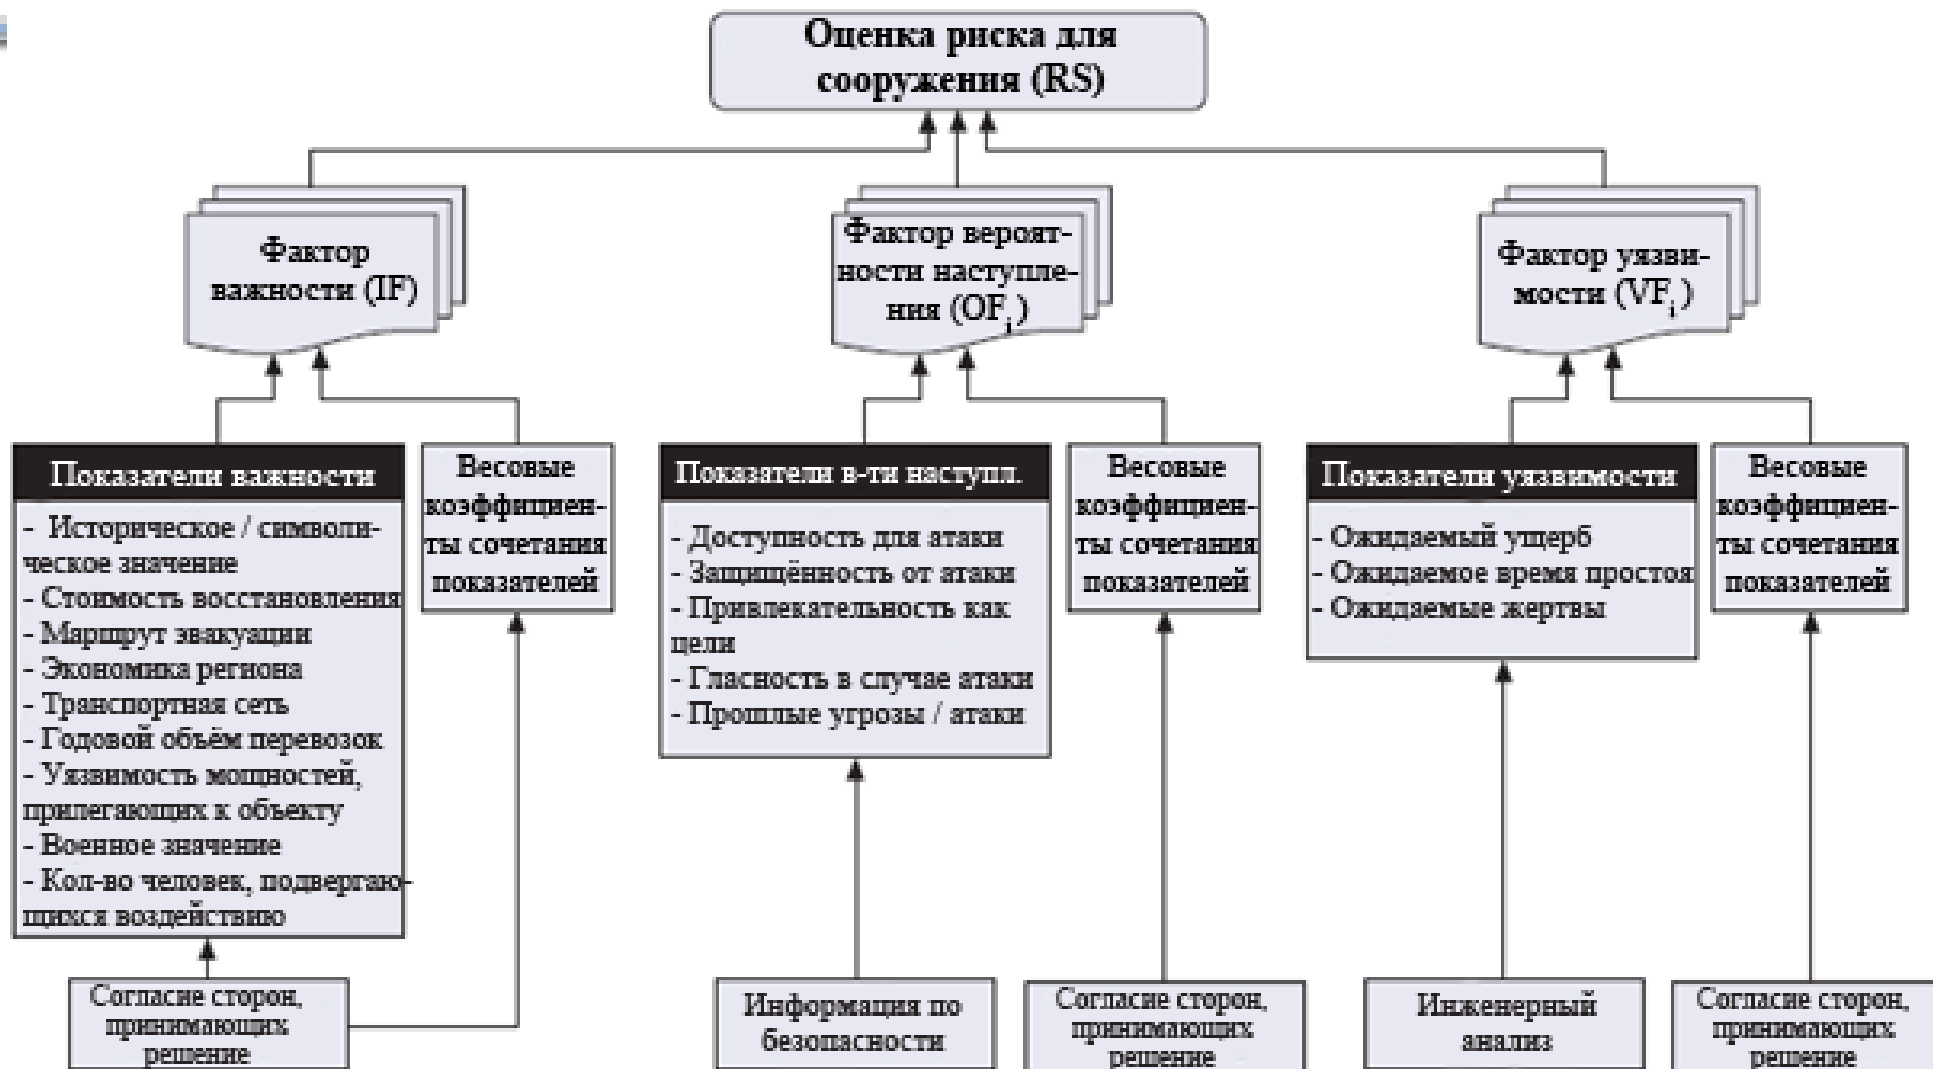 Оценка риска для
сооружения (RS)
Фактор
важности (IF)
Фактор вероят-
ности наступле-
ния (OFi)
Фактор уязви-
мости (VFi)
Показатели важности
- Историческое / символи-
ческое значение
- Стоимость восстановления
- Маршрут эвакуации
- Экономика региона
- Транспортная сеть
- Годовой объём перевозок
- Уязвимость мощностей,
прилегающих к объекту
- Военное значение
- Кол-во человек, подвергаю-
щихся воздействию
Весовые
коэффициен-
ты сочетания
показателей
Показатели в-ти наступл.
- Доступность для атаки
- Защищённость от атаки
- Привлекательность как
цели
- Гласность в случае атаки
- Прошлые угрозы / атаки
Весовые
коэффициен-
ты сочетания
показателей
Показатели уязвимости
- Ожидаемый ущерб
- Ожидаемое время простоя
- Ожидаемые жертвы
Весовые
коэффициен-
ты сочетания
показателей
Согласие сторон,
принимающих
решение
Информация по
безопасности
Согласие сторон,
принимающих
решение
Инженерный
анализ
Согласие сторон,
принимающих
решение